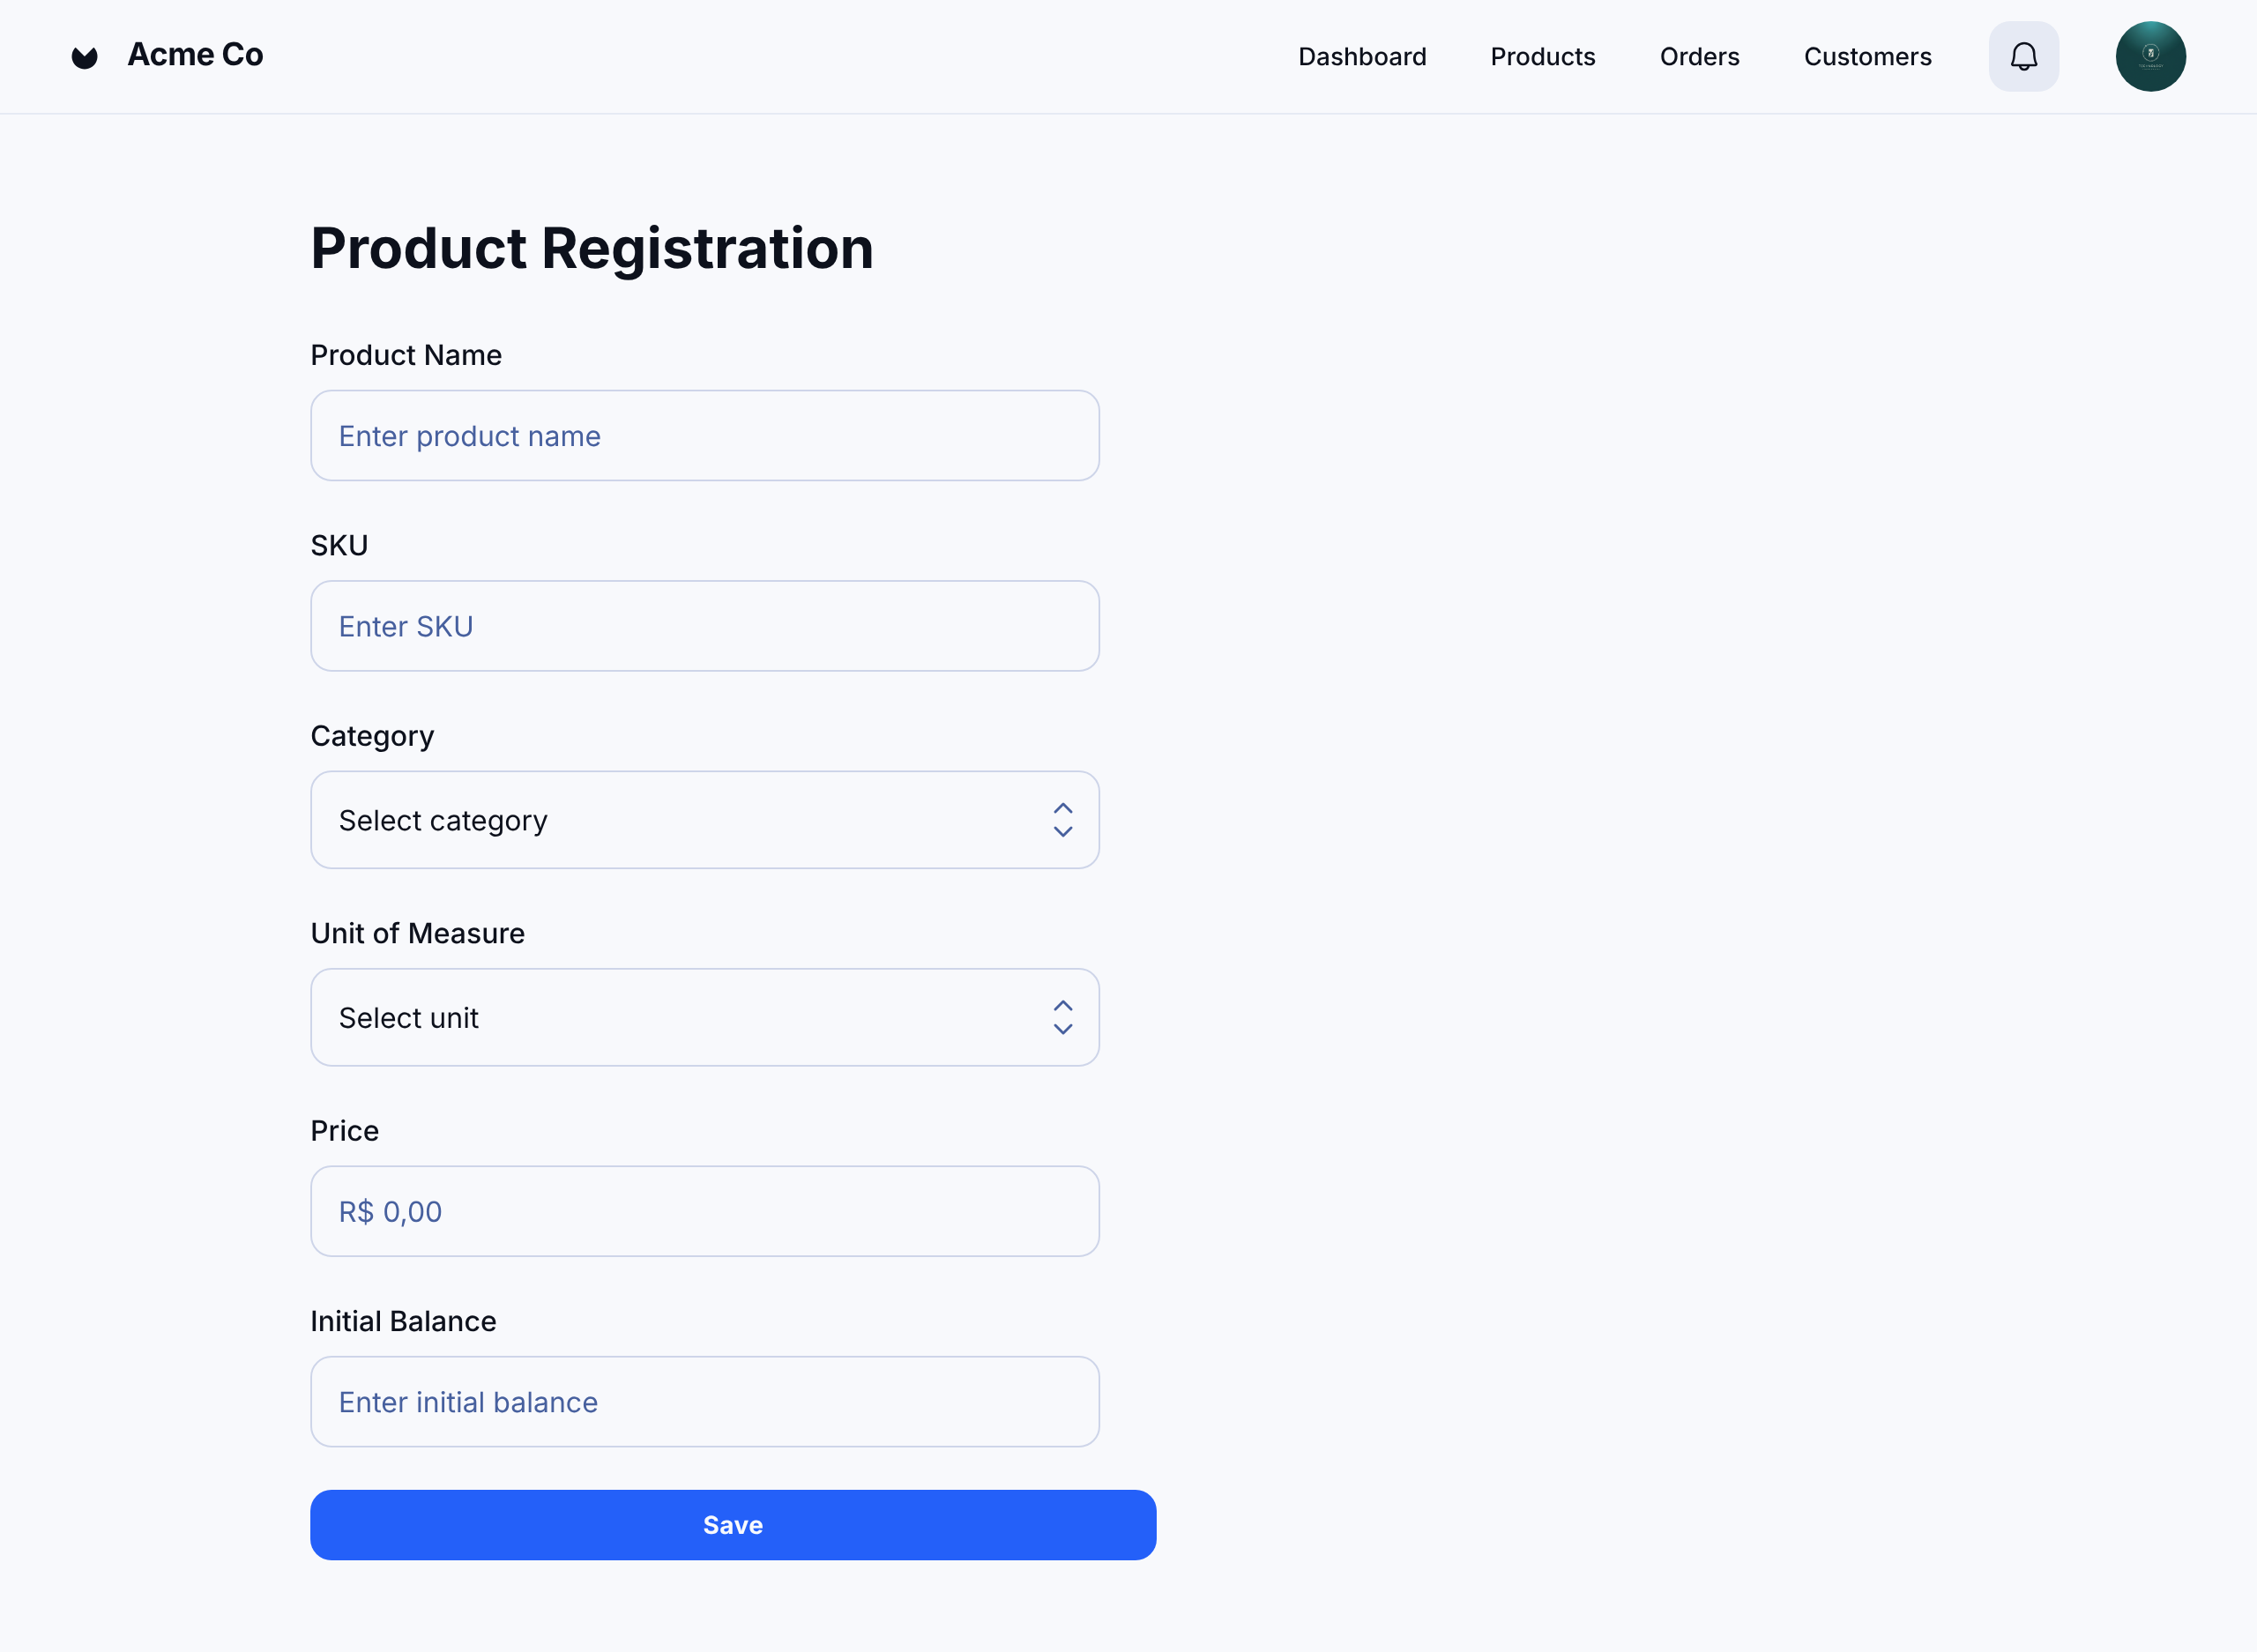 Acme Co
Dashboard
Products
Orders
Customers
Product Registration
Product Name
Enter product name
SKU
Enter SKU
Category
Select category
Unit of Measure
Select unit
Price
R$ 0,00
Initial Balance
Enter initial balance
Save